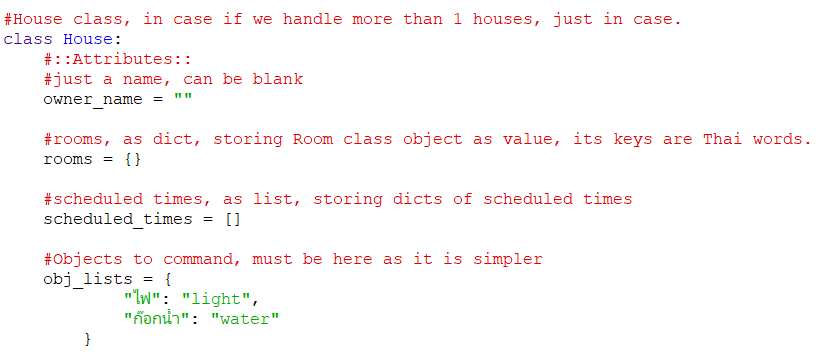 #House class, in case if we handle more than 1 houses, just in case.
class House:
    #::Attributes::
    #just a name, can be blank
    owner_name = ""

    #rooms, as dict, storing Room class object as value, its keys are Thai words.
    rooms = {}

    #scheduled times, as list, storing dicts of scheduled times
    scheduled_times = []

    #Objects to command, must be here as it is simpler
    obj_lists = {
            "ไฟ": "light",
            "ก๊อกน้ำ": "water"
        }